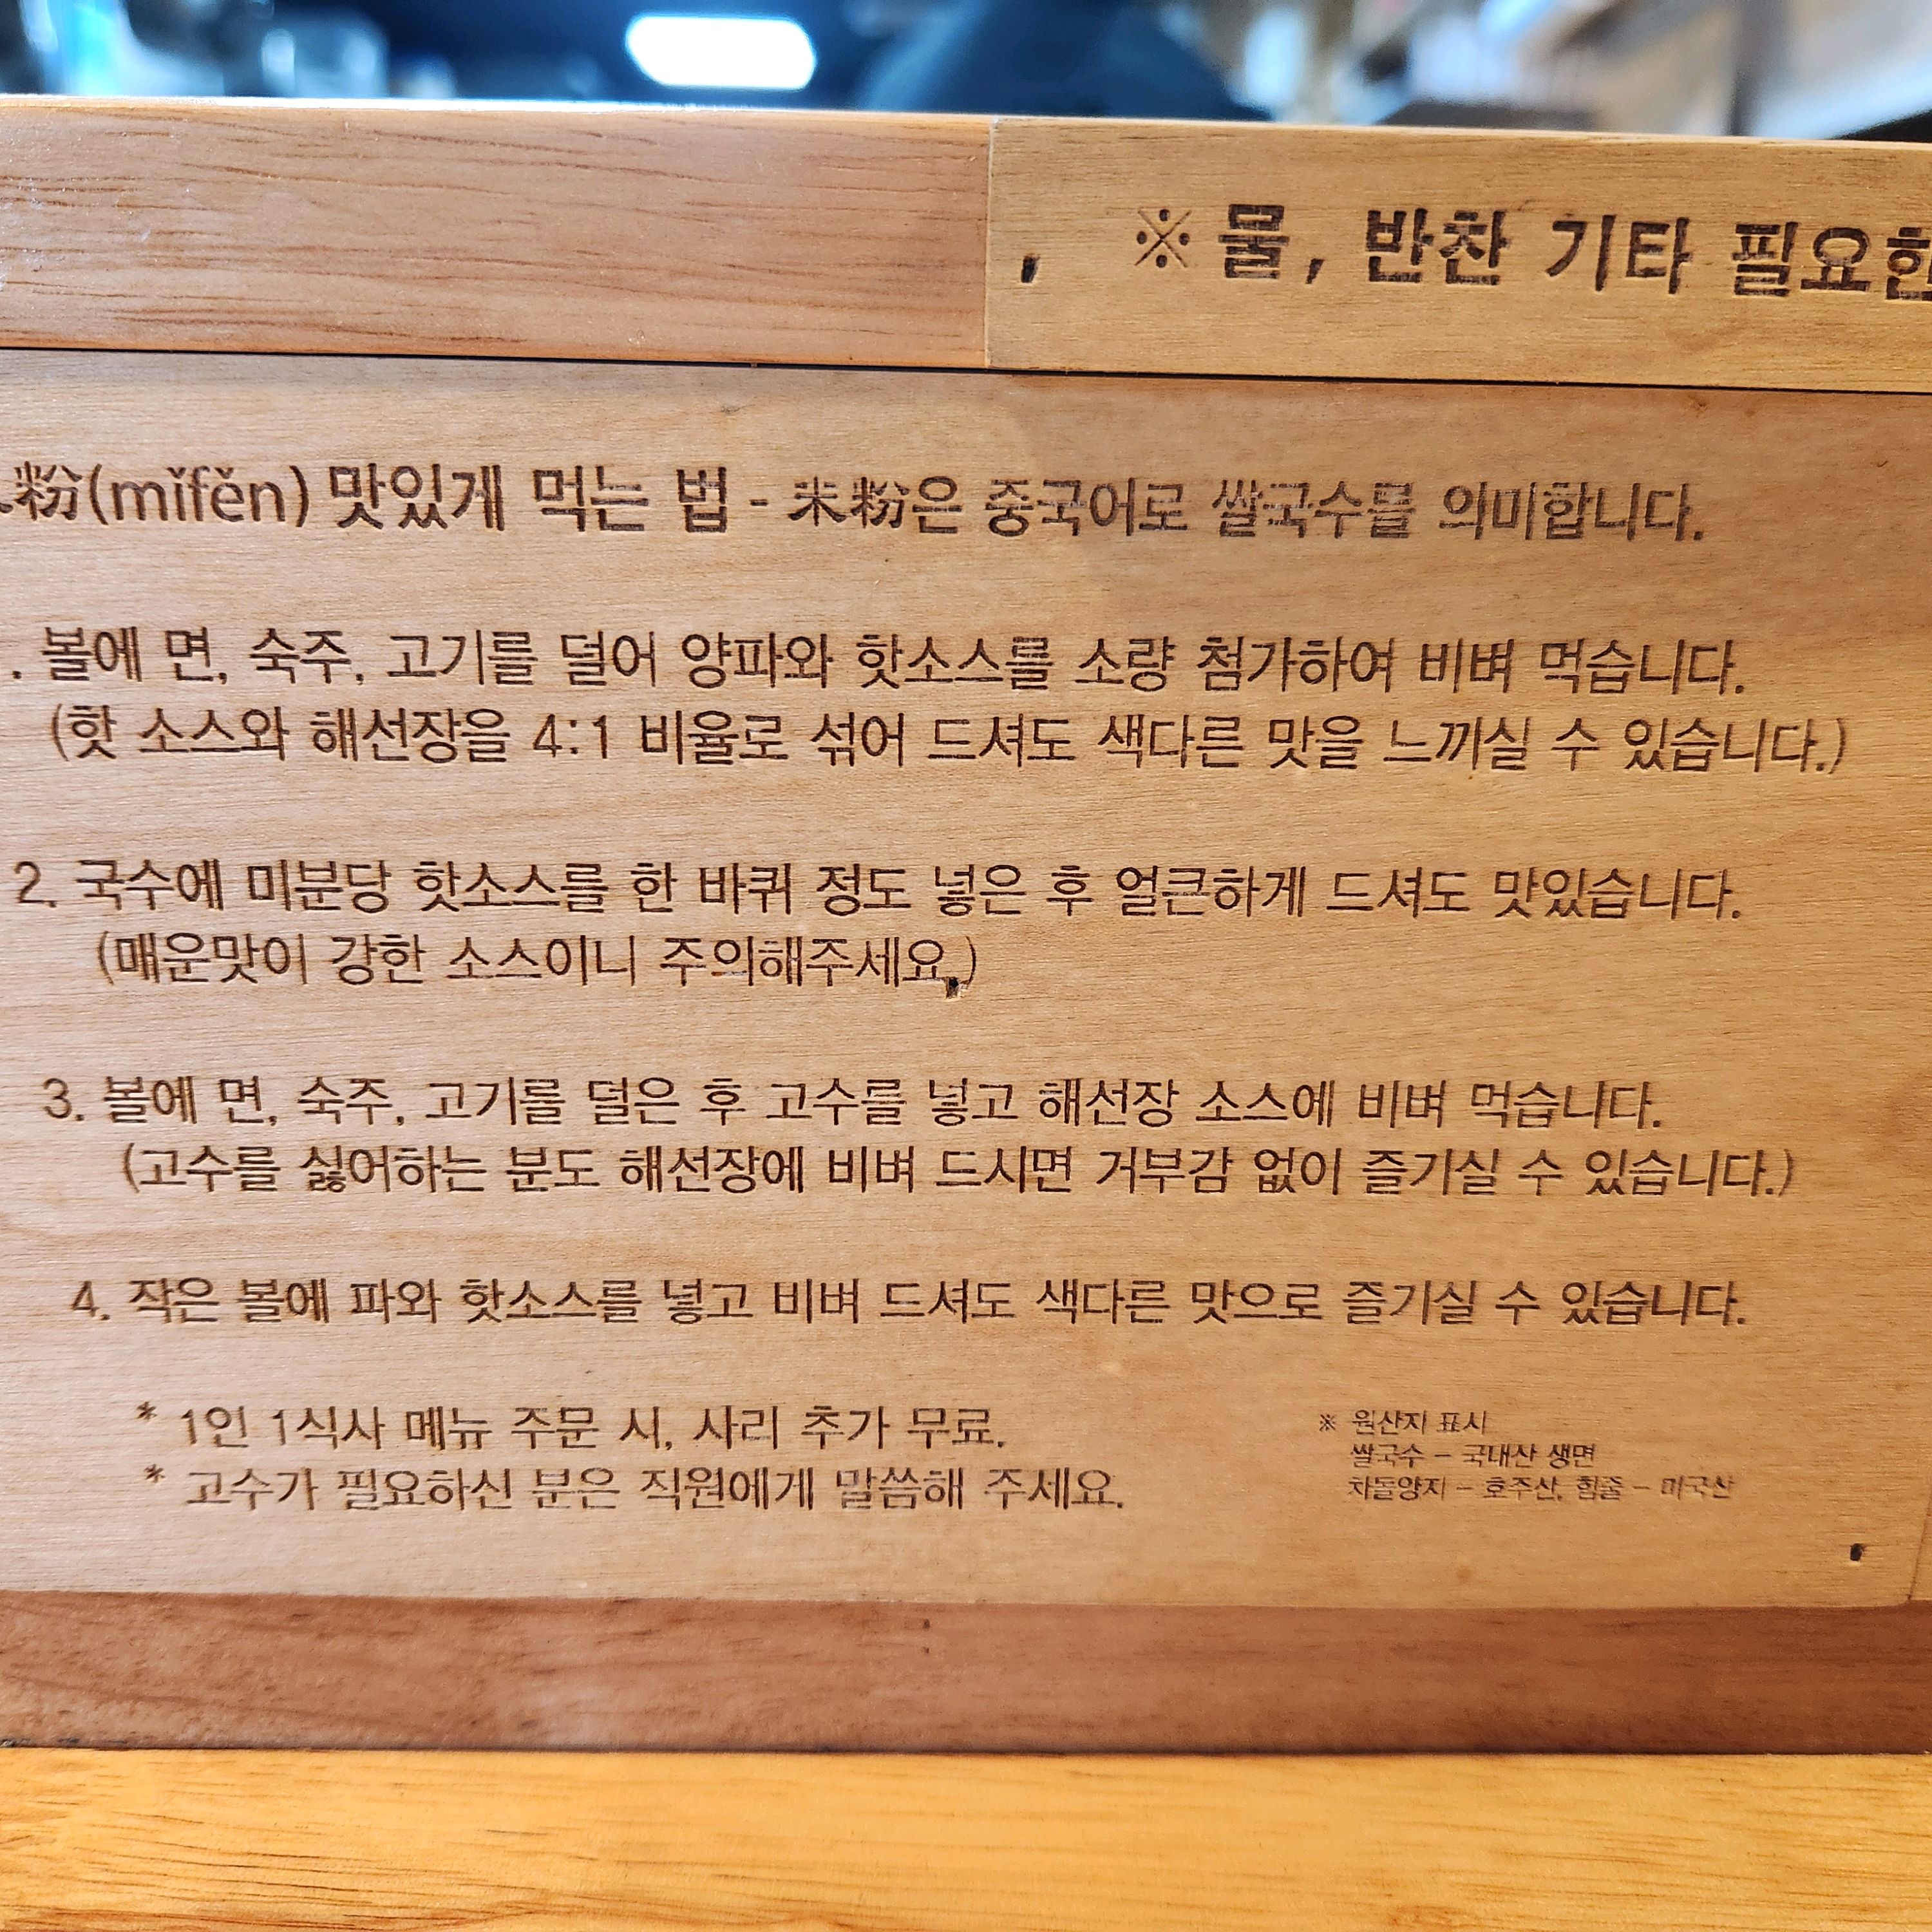 ※ 물, 반찬 기타 필요한
粉(mǐfěn) 맛있게 먹는 법 - 米粉은 중국어로 쌀국수를 의미합니다.
. 볼에 면, 숙주, 고기를 덜어 양파와 핫소스를 소량 첨가하여 비벼 먹습니다.
(핫 소스와 해선장을 4:1 비율로 섞어 드셔도 색다른 맛을 느끼실 수 있습니다.)
2. 국수에 미분당 핫소스를 한 바퀴 정도 넣은 후 얼큰하게 드셔도 맛있습니다.
(매운맛이 강한 소스이니 주의해주세요.)
3. 볼에 면, 숙주, 고기를 덜은 후 고수를 넣고 해선장 소스에 비벼 먹습니다.
(고수를 싫어하는 분도 해선장에 비벼 드시면 거부감 없이 즐기실 수 있습니다.)
4. 작은 볼에 파와 핫소스를 넣고 비벼 드셔도 색다른 맛으로 즐기실 수 있습니다.
* 1인 1식사 메뉴 주문 시, 사리 추가 무료.
* 고수가 필요하신 분은 직원에게 말씀해 주세요.
※ 원산지 표시
쌀국수 - 국내산 생면
차돌양지 - 호주산, 힘줄 - 미국산